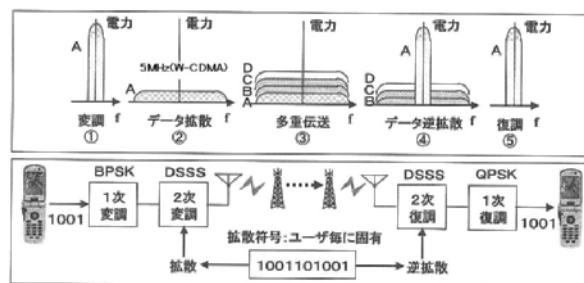 電力 電力 電力 電力 電力
A 5MHz(W-CDMA) A D C B A D C B A A
f f f f f
変調 データ拡散 多重伝送 データ逆拡散 復調
① ② ③ ④ ⑤
BPSK DSSS DSSS QPSK
1次 2次 2次 1次
変調 変調 復調 復調
1001 1001
拡散符号:ユーザ毎に固有
拡散 1001101001 逆拡散